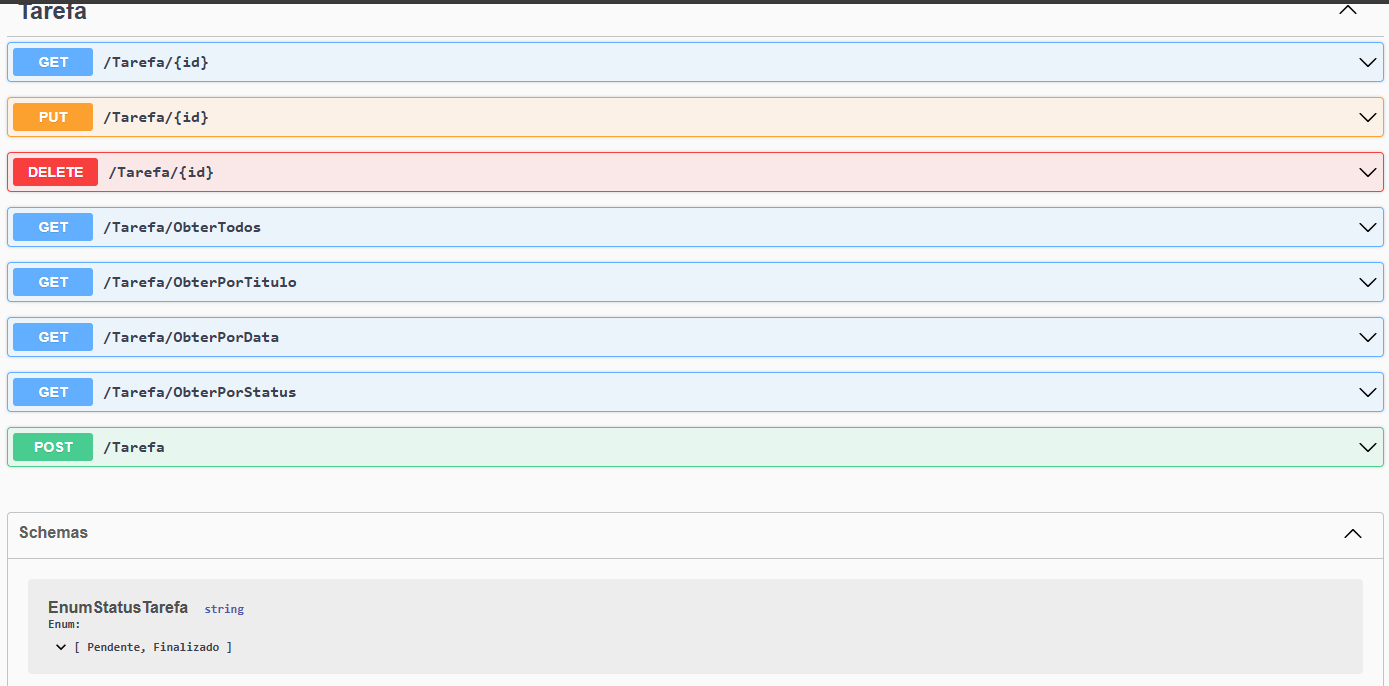 Tarefa
GET /Tarefa/{id}
PUT /Tarefa/{id}
DELETE /Tarefa/{id}
GET /Tarefa/ObterTodos
GET /Tarefa/ObterPorTitulo
GET /Tarefa/ObterPorData
GET /Tarefa/ObterPorStatus
POST /Tarefa
Schemas
EnumStatusTarefa string
Enum:
[ Pendente, Finalizado ]